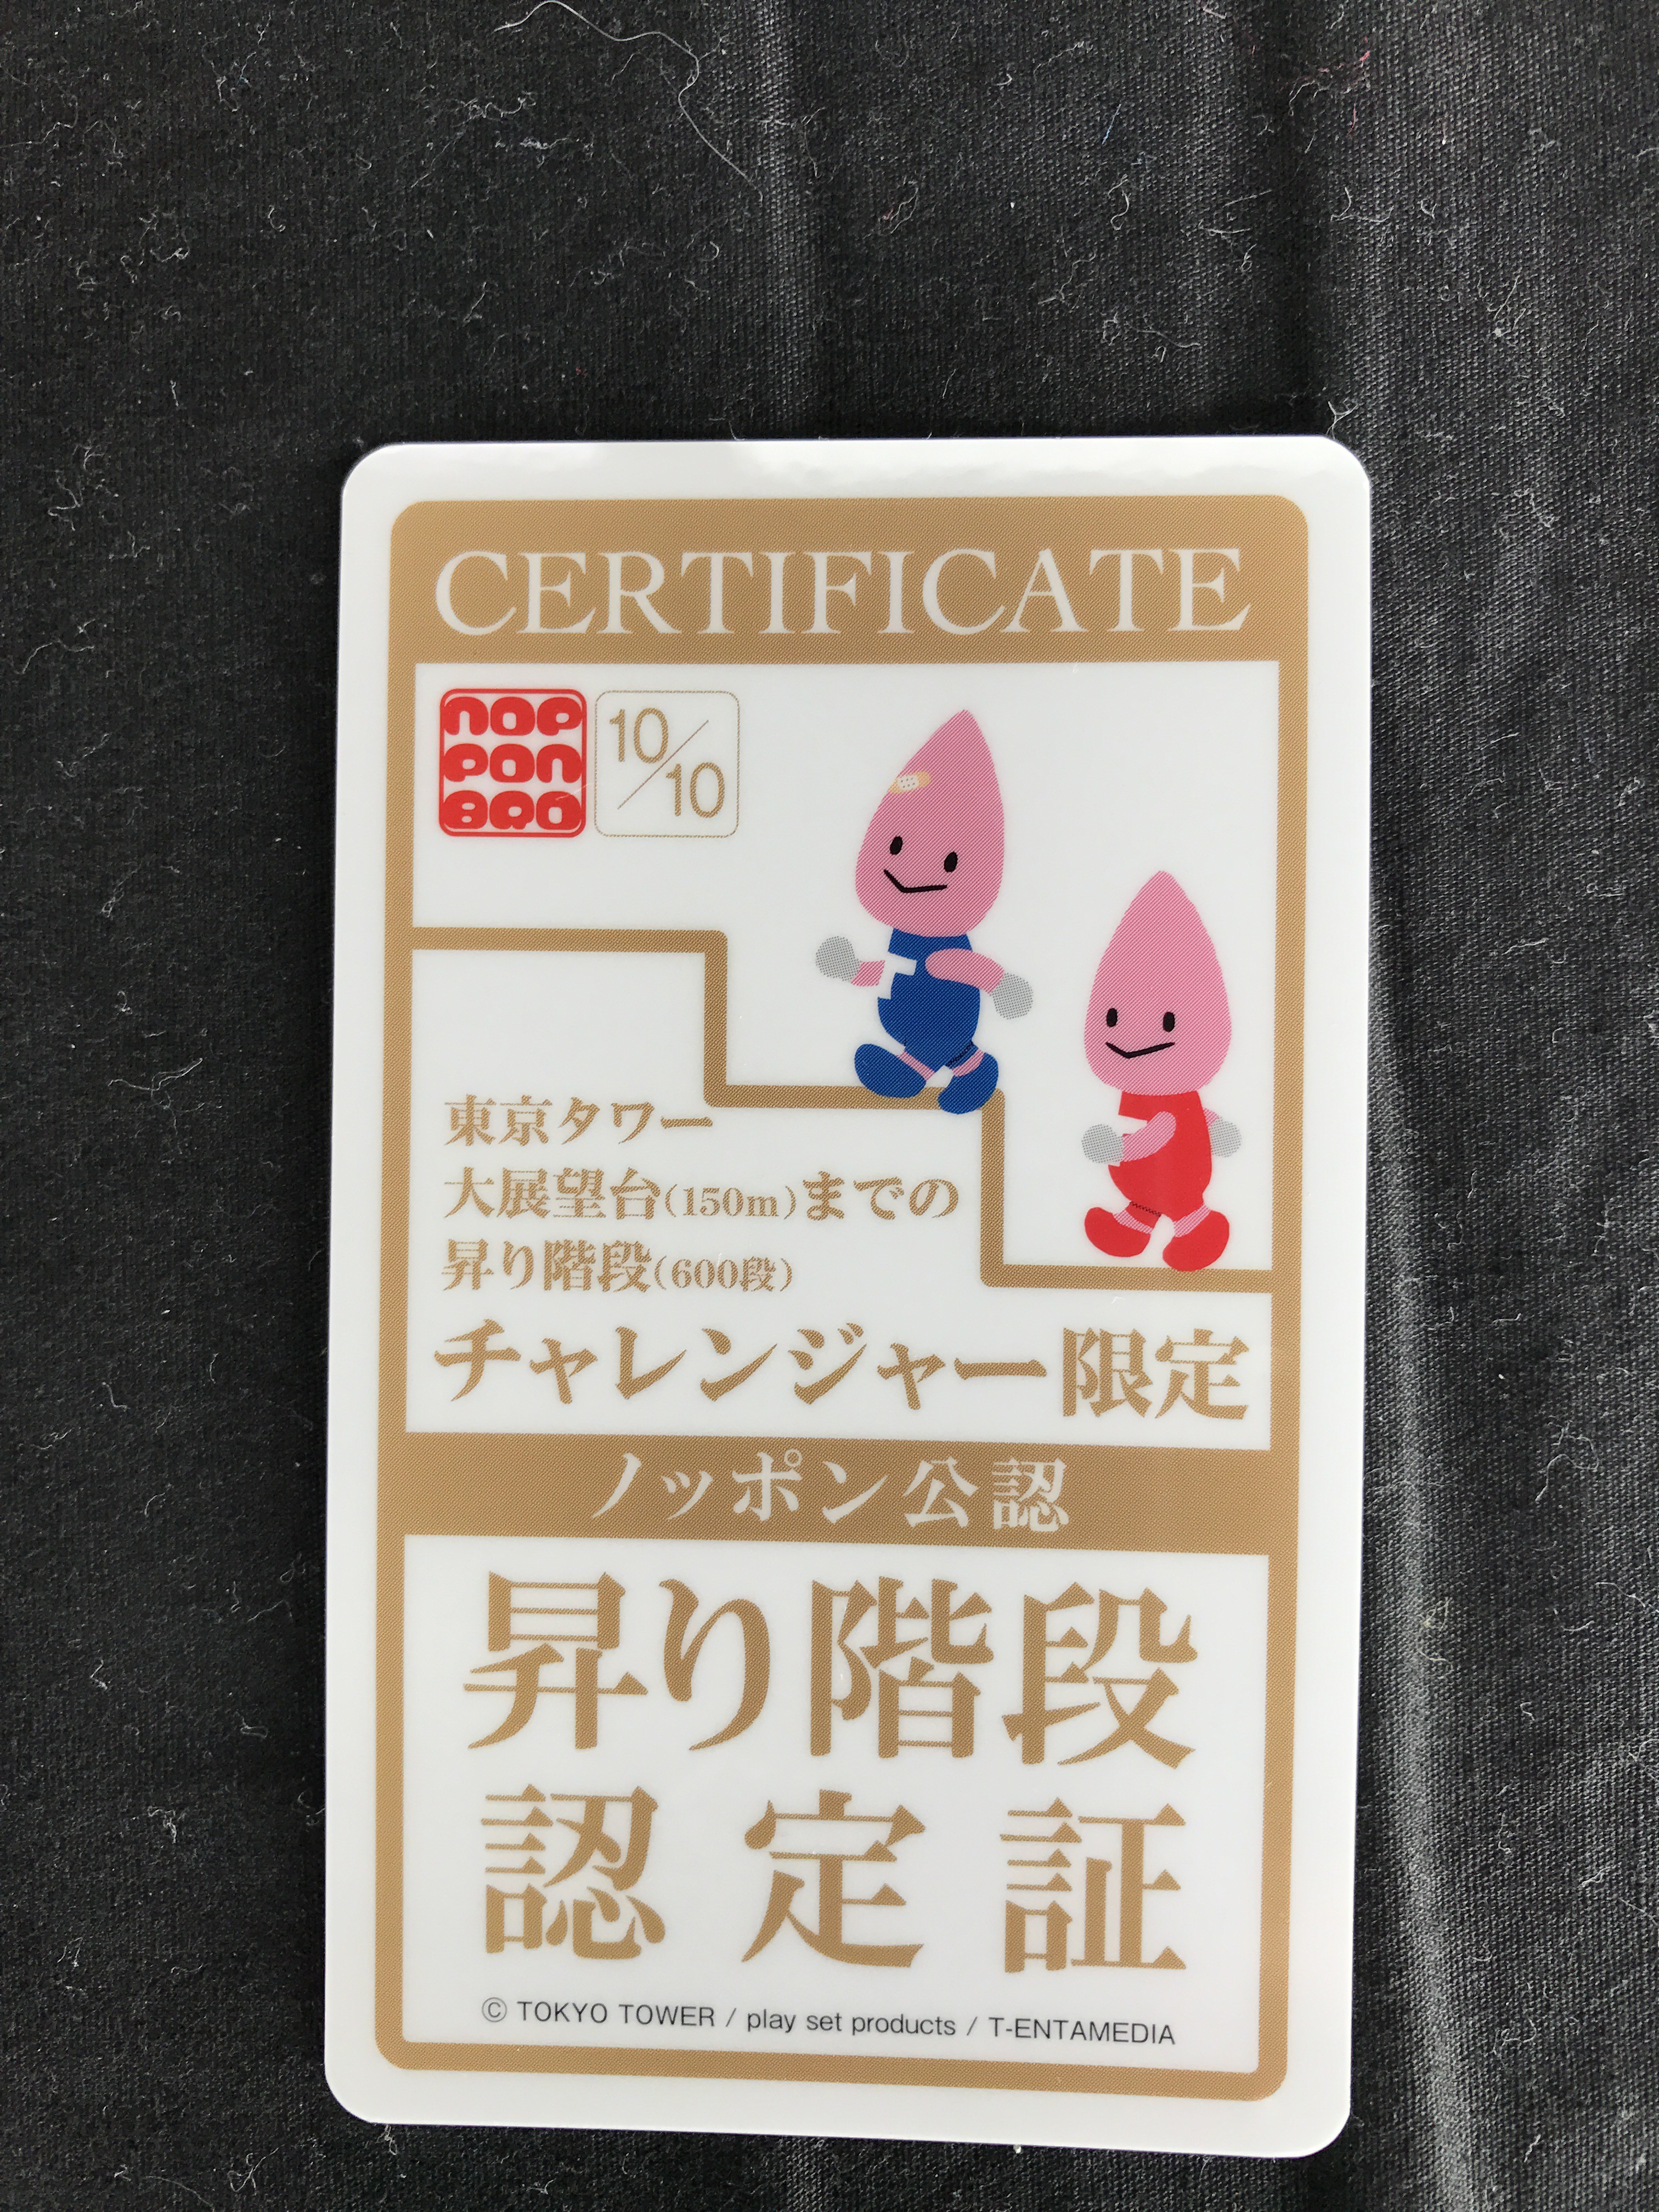 CERTIFICATE
NOP
PON
BRO
10/10
東京タワー
大展望台(150m)までの
昇り階段(600段)
チャレンジャー限定
ノッポン公認
昇り階段
認定証
© TOKYO TOWER / play set products / T-ENTAMEDIA